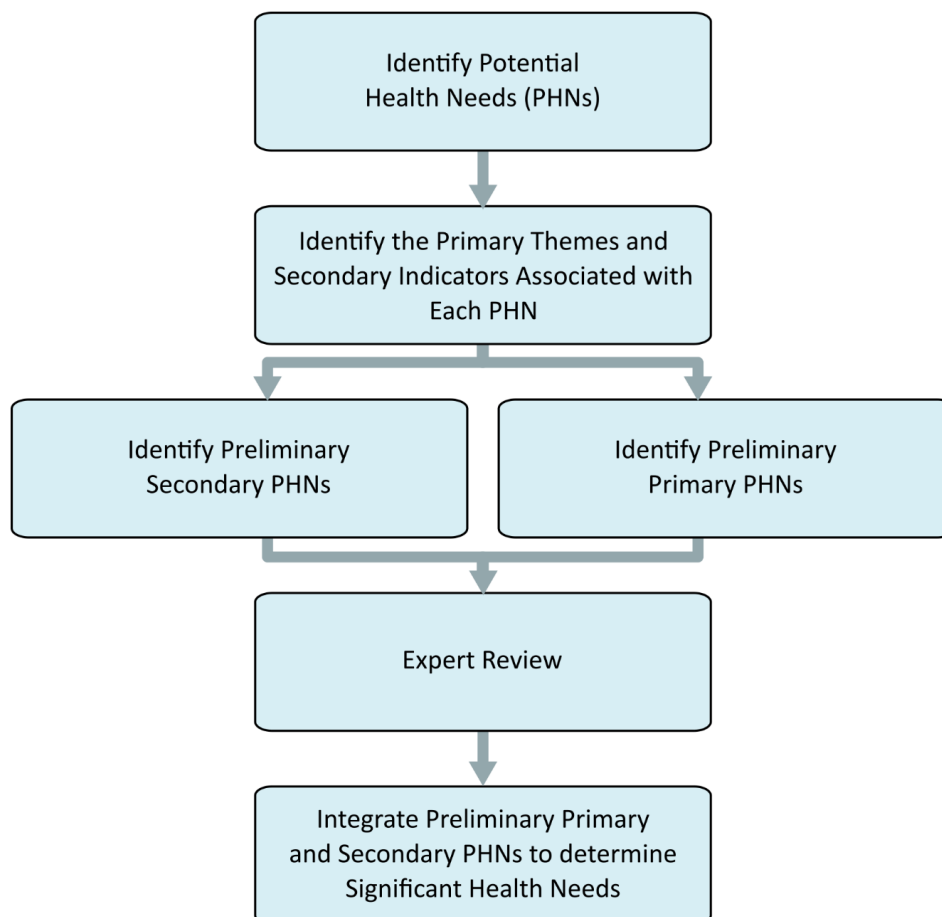 Identify Potential
Health Needs (PHNs)
Identify the Primary Themes and
Secondary Indicators Associated with
Each PHN
Identify Preliminary
Secondary PHNs
Identify Preliminary
Primary PHNs
Expert Review
Integrate Preliminary Primary
and Secondary PHNs to determine
Significant Health Needs